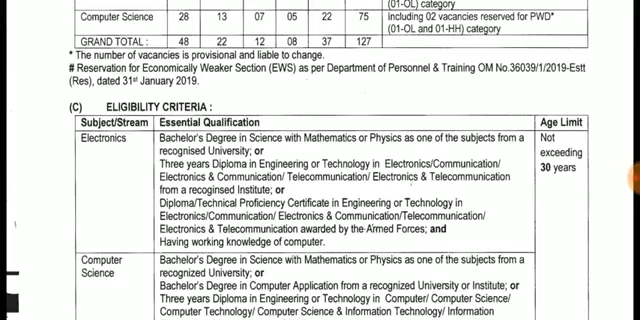 (01-OL) category
Computer Science 28 13 07 05 22 75 Including 02 vacancies reserved for PWD*
(01-OL and 01-HH) category
GRAND TOTAL : 48 22 12 08 37 127
* The number of vacancies is provisional and liable to change.
# Reservation for Economically Weaker Section (EWS) as per Department of Personnel & Training OM No.36039/1/2019-Estt
(Res), dated 31st January 2019.
(C) ELIGIBILITY CRITERIA :
Subject/Stream Essential Qualification Age Limit
Electronics Bachelor's Degree in Science with Mathematics or Physics as one of the subjects from a Not
recognised University; or exceeding
Three years Diploma in Engineering or Technology in Electronics/Communication/ 30 years
Electronics & Communication/ Telecommunication/ Electronics & Telecommunication
from a recoginsed Institute; or
Diploma/Technical Proficiency Certificate in Engineering or Technology in
Electronics/Communication/ Electronics & Communication/Telecommunication/
Electronics & Telecommunication awarded by the Armed Forces; and
Having working knowledge of computer.
Computer Bachelor's Degree in Science with Mathematics or Physics as one of the subjects from a
Science recognized University; or
Bachelor's Degree in Computer Application from a recognized University or Institute; or
Three years Diploma in Engineering or Technology in Computer/ Computer Science/
Computer Technology/ Computer Science & Information Technology/ Information